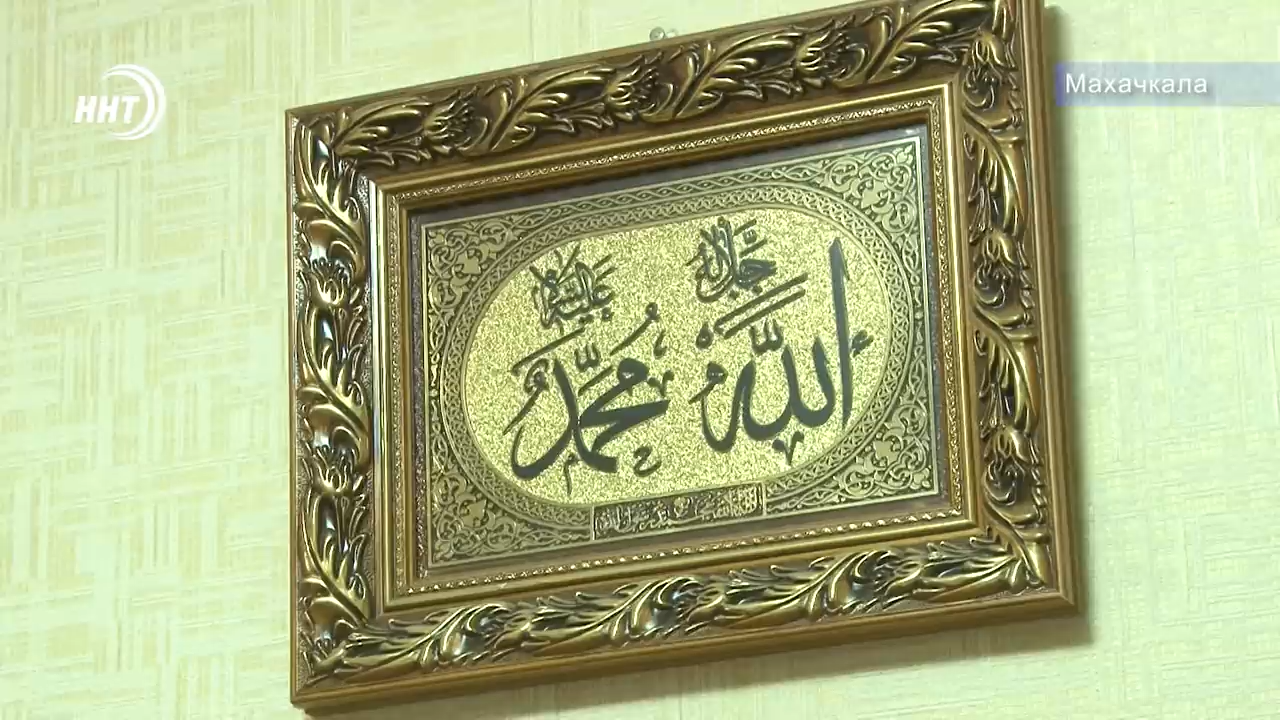 ННТ
Махачкала
جل جلاله
عليه السلام
الله
محمد